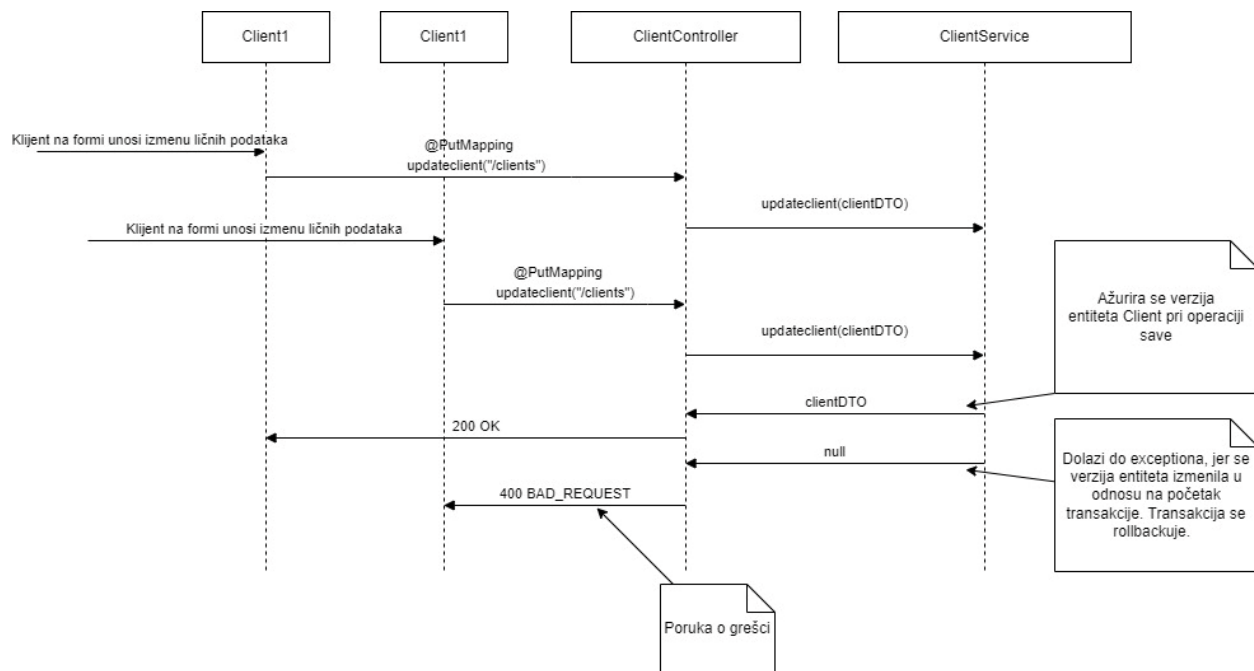 Client1
Client1
ClientController
ClientService
Klijent na formi unosi izmenu ličnih podataka
@PutMapping
updateclient("/clients")
updateclient(clientDTO)
Klijent na formi unosi izmenu ličnih podataka
@PutMapping
updateclient("/clients")
Ažurira se verzija
entiteta Client pri operaciji
save
updateclient(clientDTO)
clientDTO
200 OK
null
Dolazi do exceptiona, jer se
verzija entiteta izmenila u
odnosu na početak
transakcije. Transakcija se
rollbackuje.
400 BAD_REQUEST
Poruka o grešci